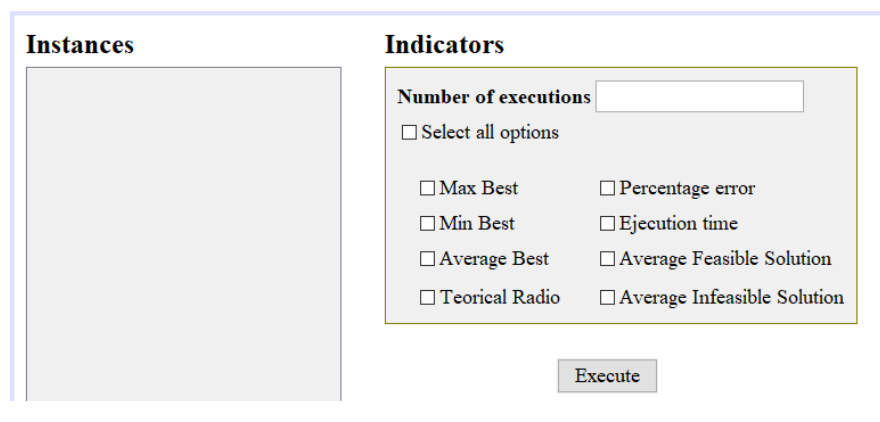 Instances
Indicators
Number of executions
Select all options
Max Best
Percentage error
Min Best
Ejecution time
Average Best
Average Feasible Solution
Teorical Radio
Average Infeasible Solution
Execute